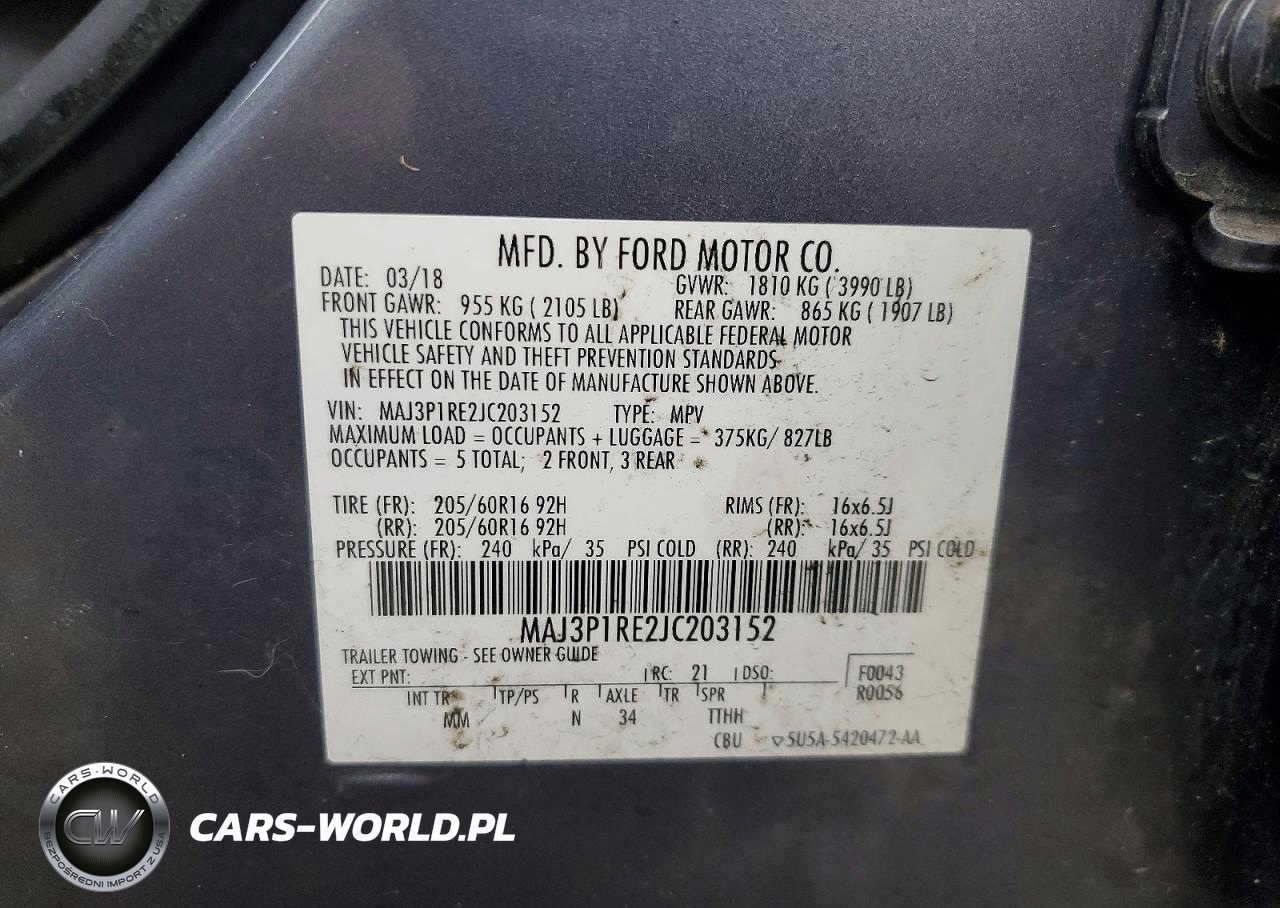 MFD. BY FORD MOTOR CO.
DATE: 03/18 GVWR: 1810 KG ( 3990 LB)
FRONT GAWR: 955 KG ( 2105 LB) REAR GAWR: 865 KG ( 1907 LB)
THIS VEHICLE CONFORMS TO ALL APPLICABLE FEDERAL MOTOR
VEHICLE SAFETY AND THEFT PREVENTION STANDARDS
IN EFFECT ON THE DATE OF MANUFACTURE SHOWN ABOVE.
VIN: MAJ3P1RE2JC203152 TYPE: MPV
MAXIMUM LOAD = OCCUPANTS + LUGGAGE = 375KG/ 827LB
OCCUPANTS = 5 TOTAL; 2 FRONT, 3 REAR
TIRE (FR): 205/60R16 92H RIMS (FR): 16x6.5J
(RR): 205/60R16 92H (RR): 16x6.5J
PRESSURE (FR): 240 kPa/ 35 PSI COLD (RR): 240 kPa/ 35 PSI COLD
MAJ3P1RE2JC203152
TRAILER TOWING - SEE OWNER GUIDE
EXT PNT: RC: 21 DSO: F0043
INT TR TP/PS R AXLE TR SPR R0056
MM N 34 TTHH
CBU ▽5U5A-5420472-AA
CARS-WORLD
CW
BEZPOŚREDNI IMPORT Z USA
CARS-WORLD.PL